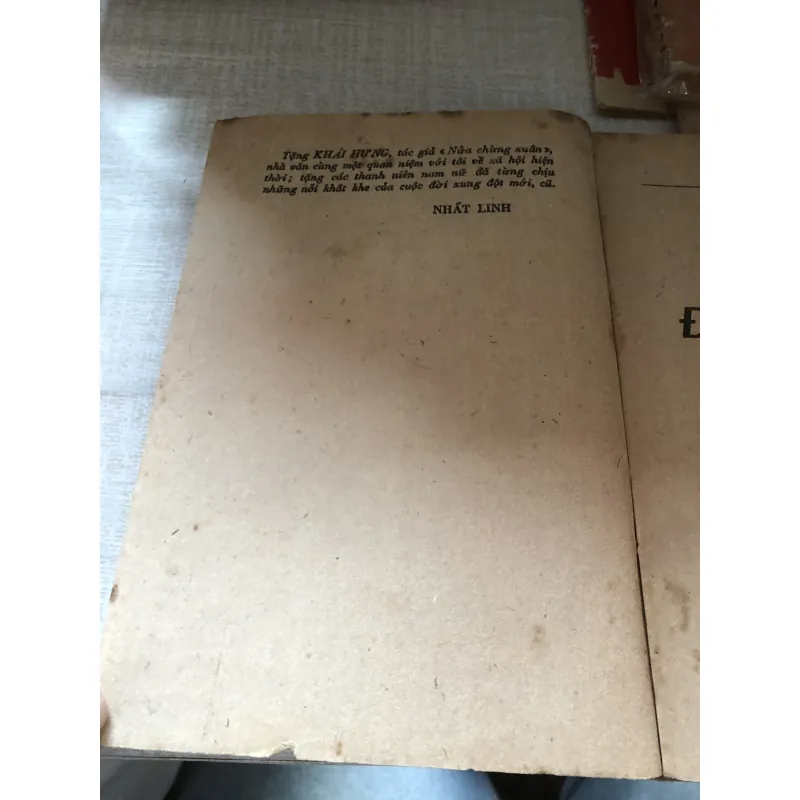 Tặng KHÁI HƯNG, tác giả «Nửa chừng xuân»,
nhà văn cùng một quan niệm với tôi về xã hội hiện
thời; tặng các thanh niên nam nữ đã từng chịu
những nỗi khắt khe của cuộc đời xung đột mới, cũ.
NHẤT LINH
Đ